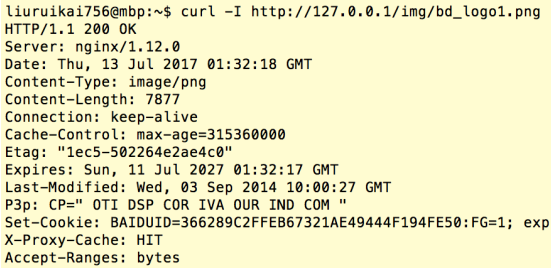 liuruikai756@mbp:~$ curl -I http://127.0.0.1/img/bd_logo1.png
HTTP/1.1 200 OK
Server: nginx/1.12.0
Date: Thu, 13 Jul 2017 01:32:18 GMT
Content-Type: image/png
Content-Length: 7877
Connection: keep-alive
Cache-Control: max-age=315360000
Etag: "1ec5-502264e2ae4c0"
Expires: Sun, 11 Jul 2027 01:32:17 GMT
Last-Modified: Wed, 03 Sep 2014 10:00:27 GMT
P3p: CP=" OTI DSP COR IVA OUR IND COM "
Set-Cookie: BAIDUID=366289C2FFEB67321AE49444F194FE50:FG=1; exp
X-Proxy-Cache: HIT
Accept-Ranges: bytes